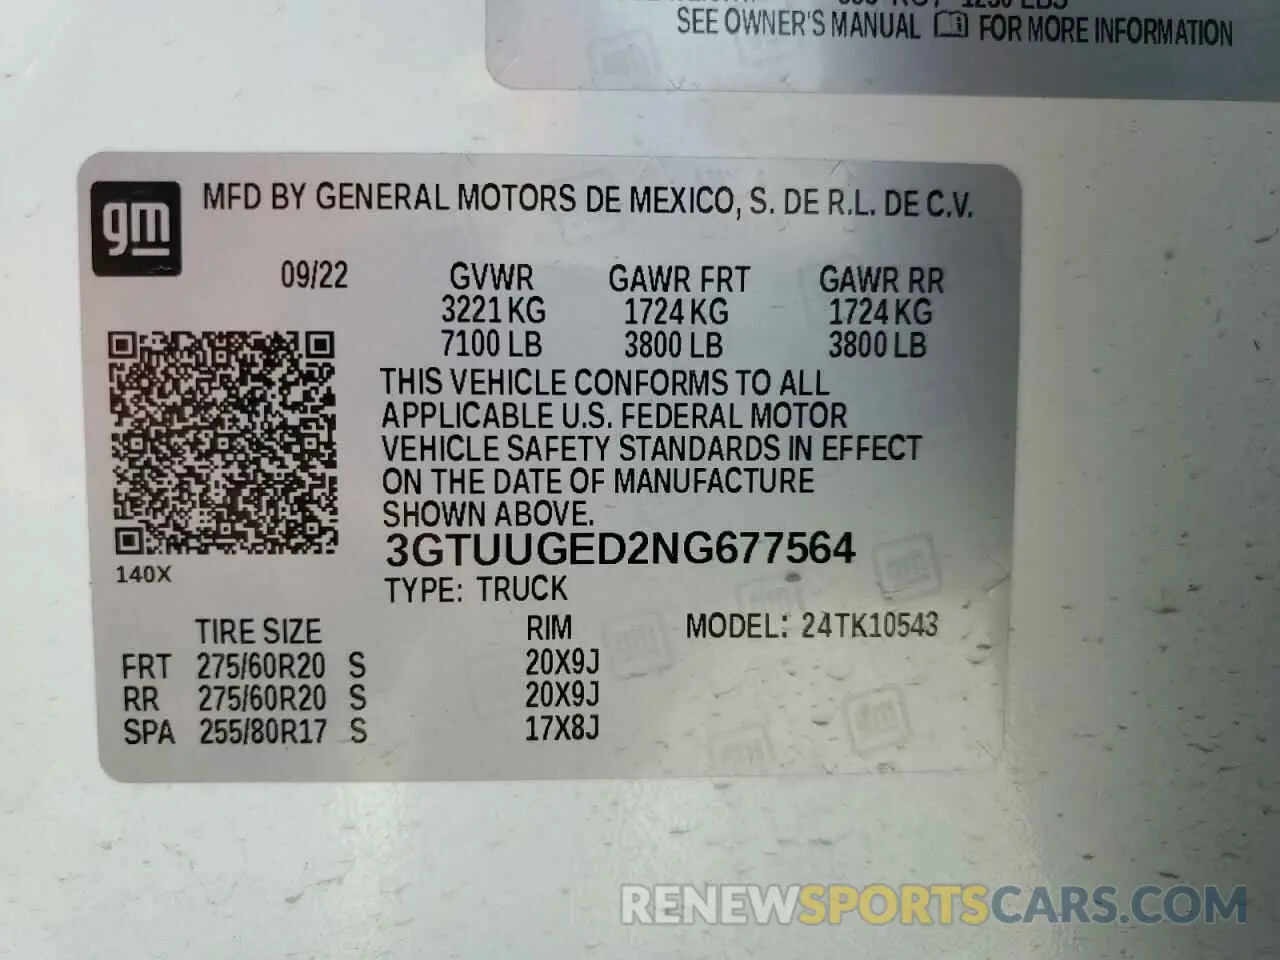 SEE OWNER'S MANUAL FOR MORE INFORMATION
gm
MFD BY GENERAL MOTORS DE MEXICO, S. DE R.L. DE C.V.
09/22 GVWR GAWR FRT GAWR RR
3221 KG 1724 KG 1724 KG
7100 LB 3800 LB 3800 LB
THIS VEHICLE CONFORMS TO ALL
APPLICABLE U.S. FEDERAL MOTOR
VEHICLE SAFETY STANDARDS IN EFFECT
ON THE DATE OF MANUFACTURE
SHOWN ABOVE.
3GTUUGED2NG677564
140X
TYPE: TRUCK
TIRE SIZE RIM MODEL: 24TK10543
FRT 275/60R20 S 20X9J
RR 275/60R20 S 20X9J
SPA 255/80R17 S 17X8J
RENEWSPORTSCARS.COM